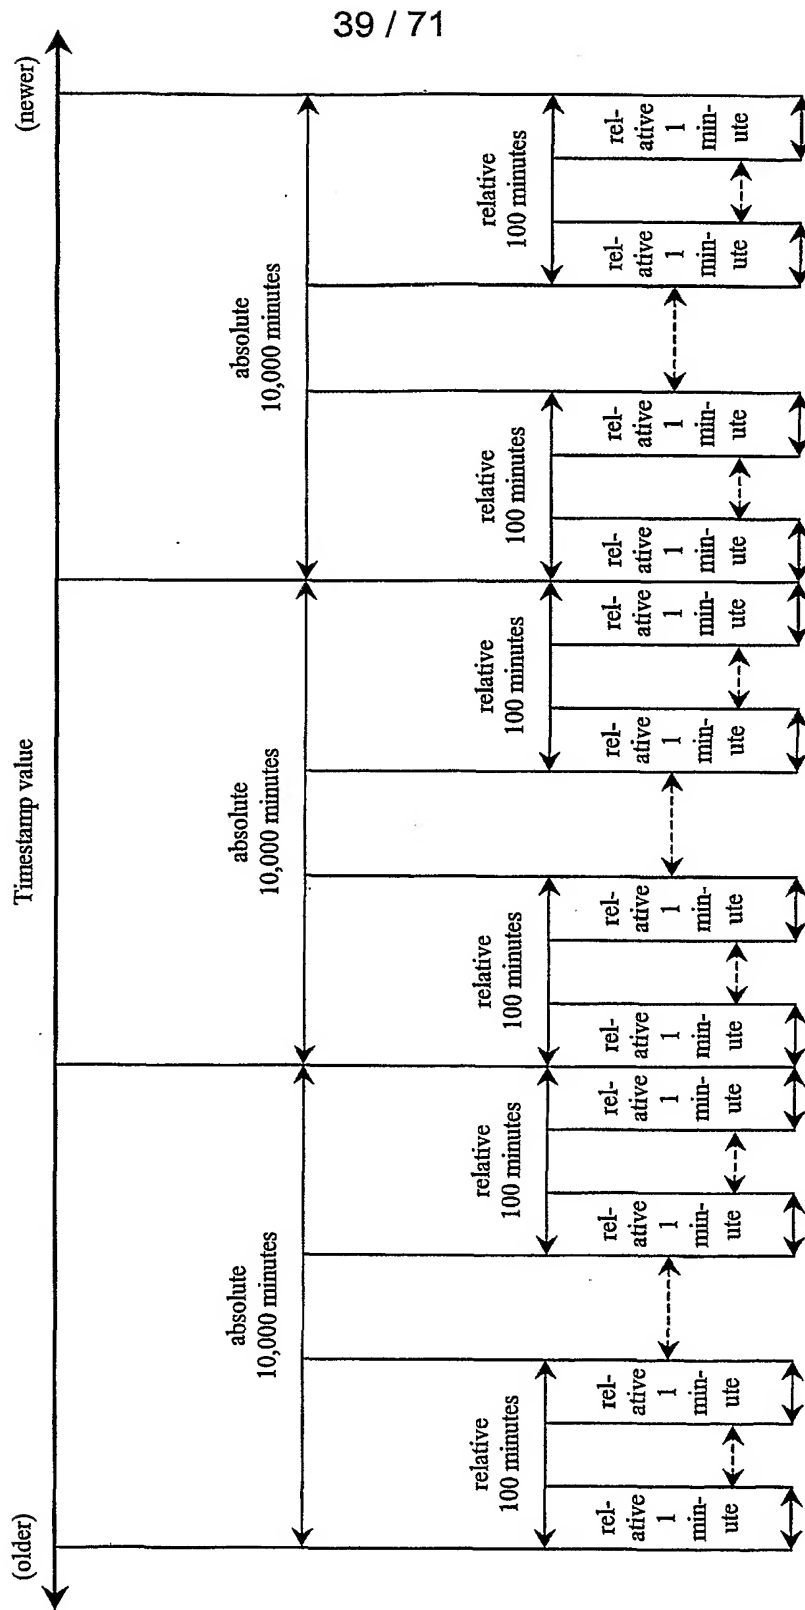 39 / 71
(older)
Timestamp value
(newer)
absolute
10,000 minutes
absolute
10,000 minutes
absolute
10,000 minutes
relative
100 minutes
relative
100 minutes
relative
100 minutes
relative
100 minutes
relative
100 minutes
relative
100 minutes
rel-
ative
1
min-
ute
rel-
ative
1
min-
ute
rel-
ative
1
min-
ute
rel-
ative
1
min-
ute
rel-
ative
1
min-
ute
rel-
ative
1
min-
ute
rel-
ative
1
min-
ute
rel-
ative
1
min-
ute
rel-
ative
1
min-
ute
rel-
ative
1
min-
ute
rel-
ative
1
min-
ute
rel-
ative
1
min-
ute